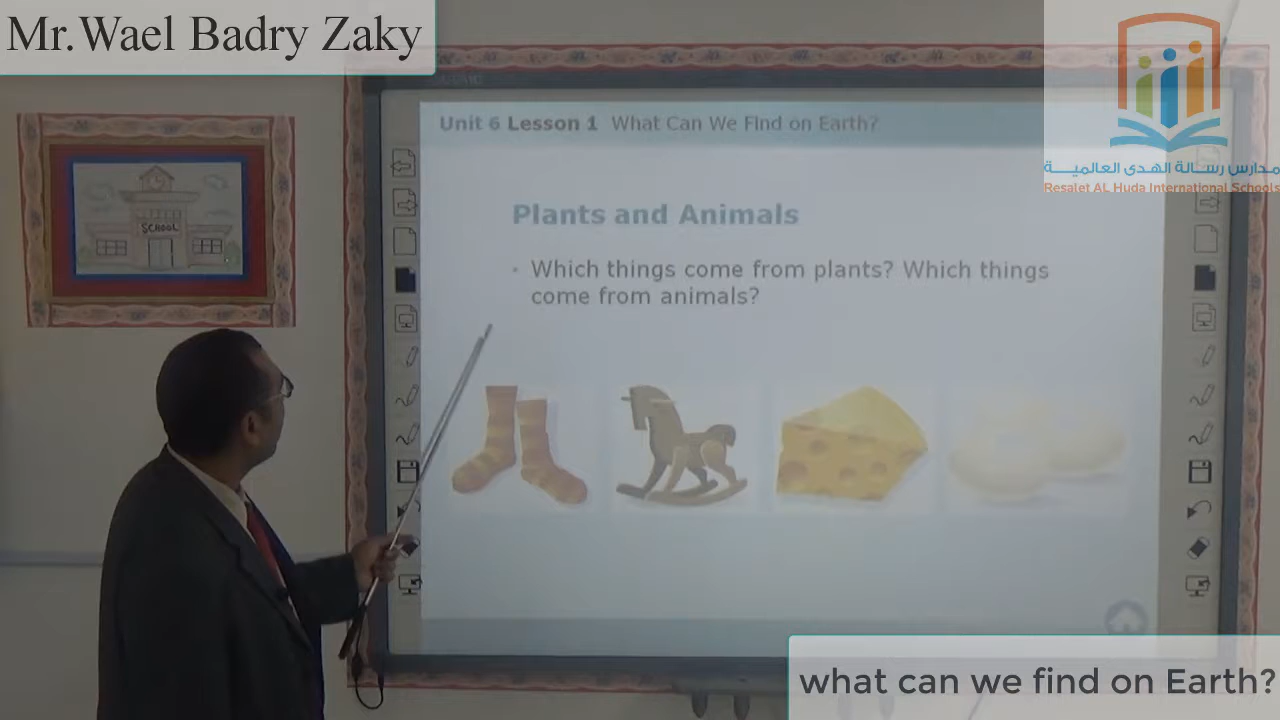 Mr.Wael Badry Zaky
مدارس رسالة الهدى العالمية
Resalet AL Huda International Schools
Unit 6 Lesson 1 What Can We Find on Earth?
SCHOOL
Plants and Animals
• Which things come from plants? Which things
come from animals?
what can we find on Earth?